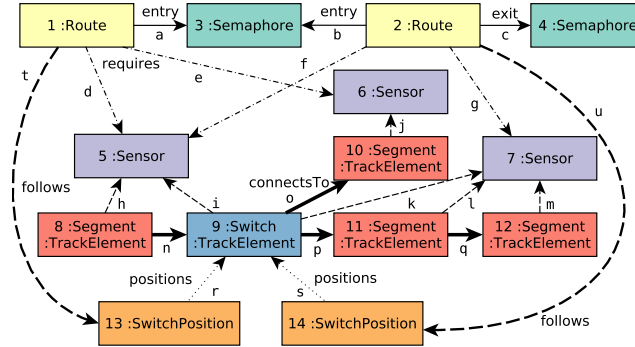 entry
entry
exit
1 :Route
3 :Semaphore
2 :Route
4 :Semaphore
a
b
c
requires
t
d
e
f
g
u
6 :Sensor
j
5 :Sensor
10 :Segment
:TrackElement
7 :Sensor
connectsTo
follows
h
i
o
k
l
m
8 :Segment
:TrackElement
n
9 :Switch
:TrackElement
p
11 :Segment
:TrackElement
q
12 :Segment
:TrackElement
positions
positions
r
s
13 :SwitchPosition
14 :SwitchPosition
follows